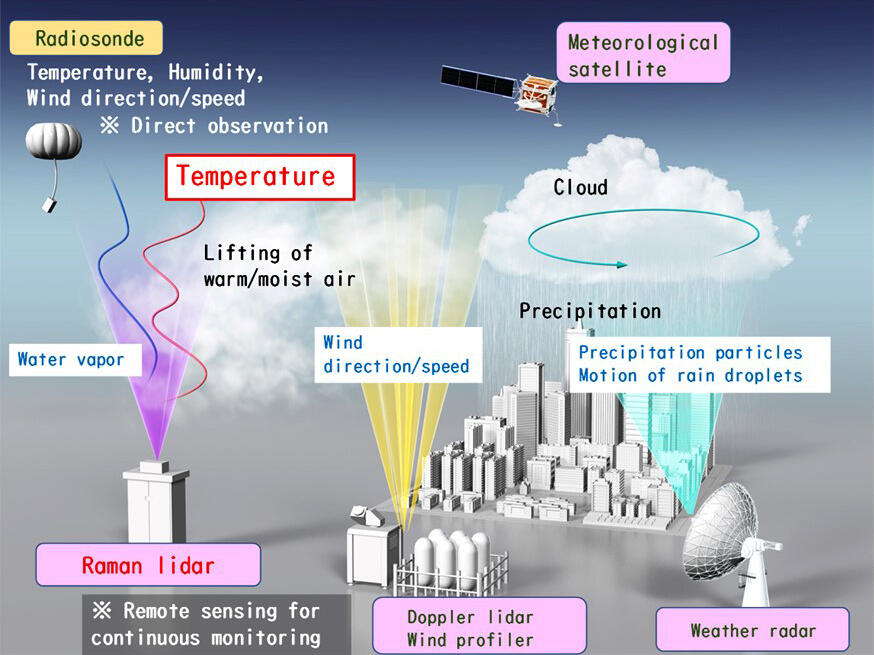 Radiosonde
Temperature, Humidity,
Wind direction/speed
※ Direct observation
Meteorological
satellite
Temperature
Cloud
Lifting of
warm/moist air
Precipitation
Water vapor
Wind
direction/speed
Precipitation particles
Motion of rain droplets
Raman lidar
※ Remote sensing for
continuous monitoring
Doppler lidar
Wind profiler
Weather radar